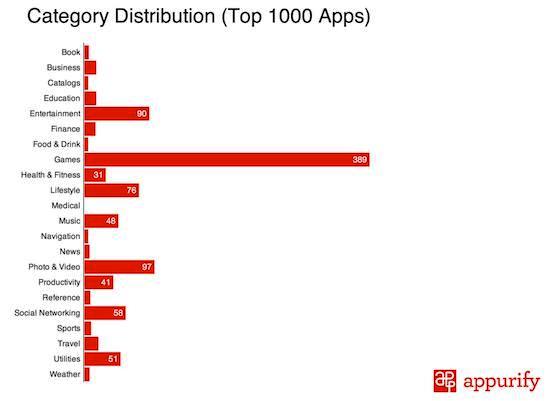 Category Distribution (Top 1000 Apps)
Book
Business
Catalogs
Education
Entertainment 90
Finance
Food & Drink
Games 389
Health & Fitness 31
Lifestyle 76
Medical
Music 48
Navigation
News
Photo & Video 97
Productivity 41
Reference
Social Networking 58
Sports
Travel
Utilities 51
Weather
app appurify